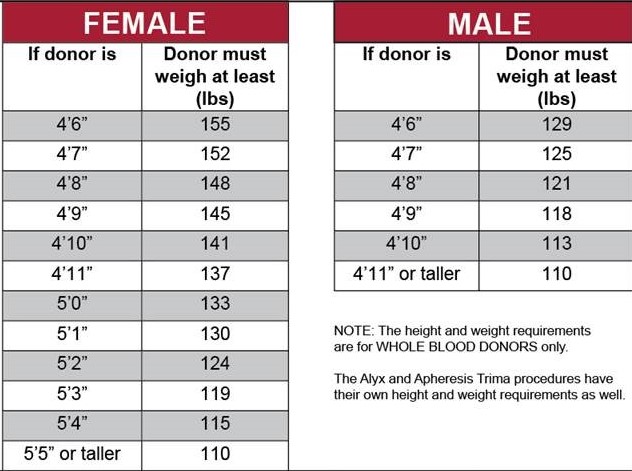 FEMALE
If donor is Donor must
weigh at least
(lbs)
4’6” 155
4’7” 152
4’8” 148
4’9” 145
4’10” 141
4’11” 137
5’0” 133
5’1” 130
5’2” 124
5’3” 119
5’4” 115
5’5” or taller 110
MALE
If donor is Donor must
weigh at least
(lbs)
4’6” 129
4’7” 125
4’8” 121
4’9” 118
4’10” 113
4’11” or taller 110
NOTE: The height and weight requirements
are for WHOLE BLOOD DONORS only.
The Alyx and Apheresis Trima procedures have
their own height and weight requirements as well.